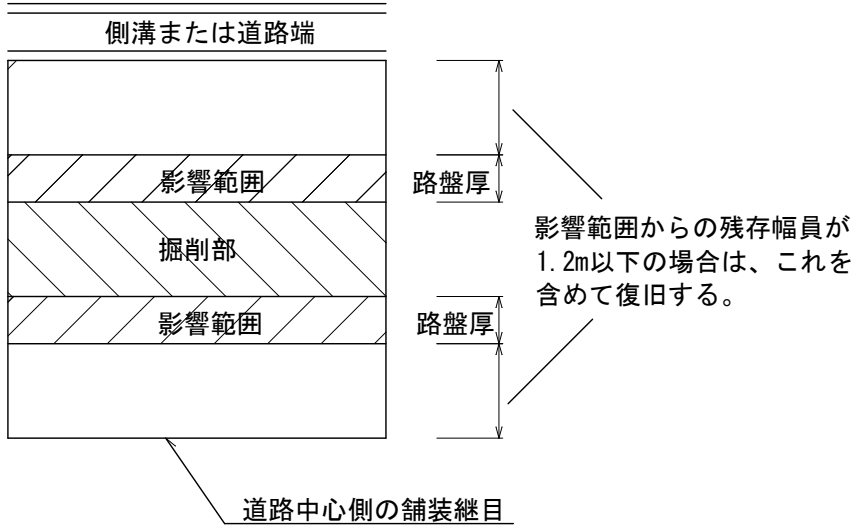 側溝または道路端
影響範囲
路盤厚
掘削部
影響範囲からの残存幅員が
1.2m以下の場合は、これを
含めて復旧する。
影響範囲
路盤厚
道路中心側の舗装継目